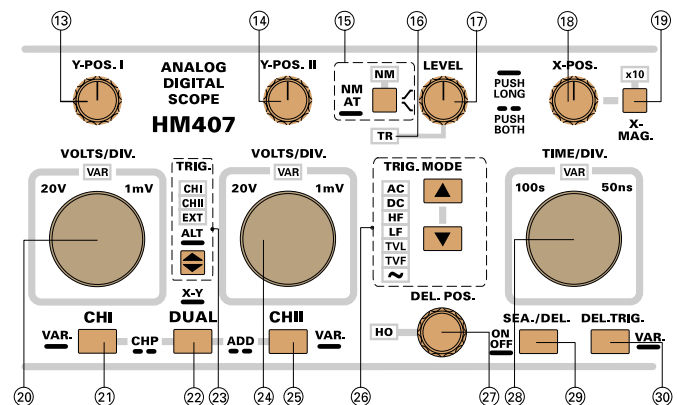 13 14 15 16 17 18 19
Y-POS. I
ANALOG
DIGITAL
SCOPE
HM407
Y-POS. II
NM
AT
NM
LEVEL
TR
PUSH
LONG
PUSH
BOTH
X-POS.
x10
X-
MAG.
VOLTS/DIV.
VAR
20V 1mV
TRIG.
CHI
CHII
EXT
ALT
X-Y
VOLTS/DIV.
VAR
20V 1mV
TRIG. MODE
AC
DC
HF
LF
TVL
TVF
~
TIME/DIV.
VAR
100s 50ns
VAR.
CHI
CHP
DUAL
ADD
CHII
VAR.
HO
DEL. POS.
ON
OFF
SEA./DEL.
DEL.TRIG.
VAR.
20 21 22 23 24 25 26 27 28 29 30